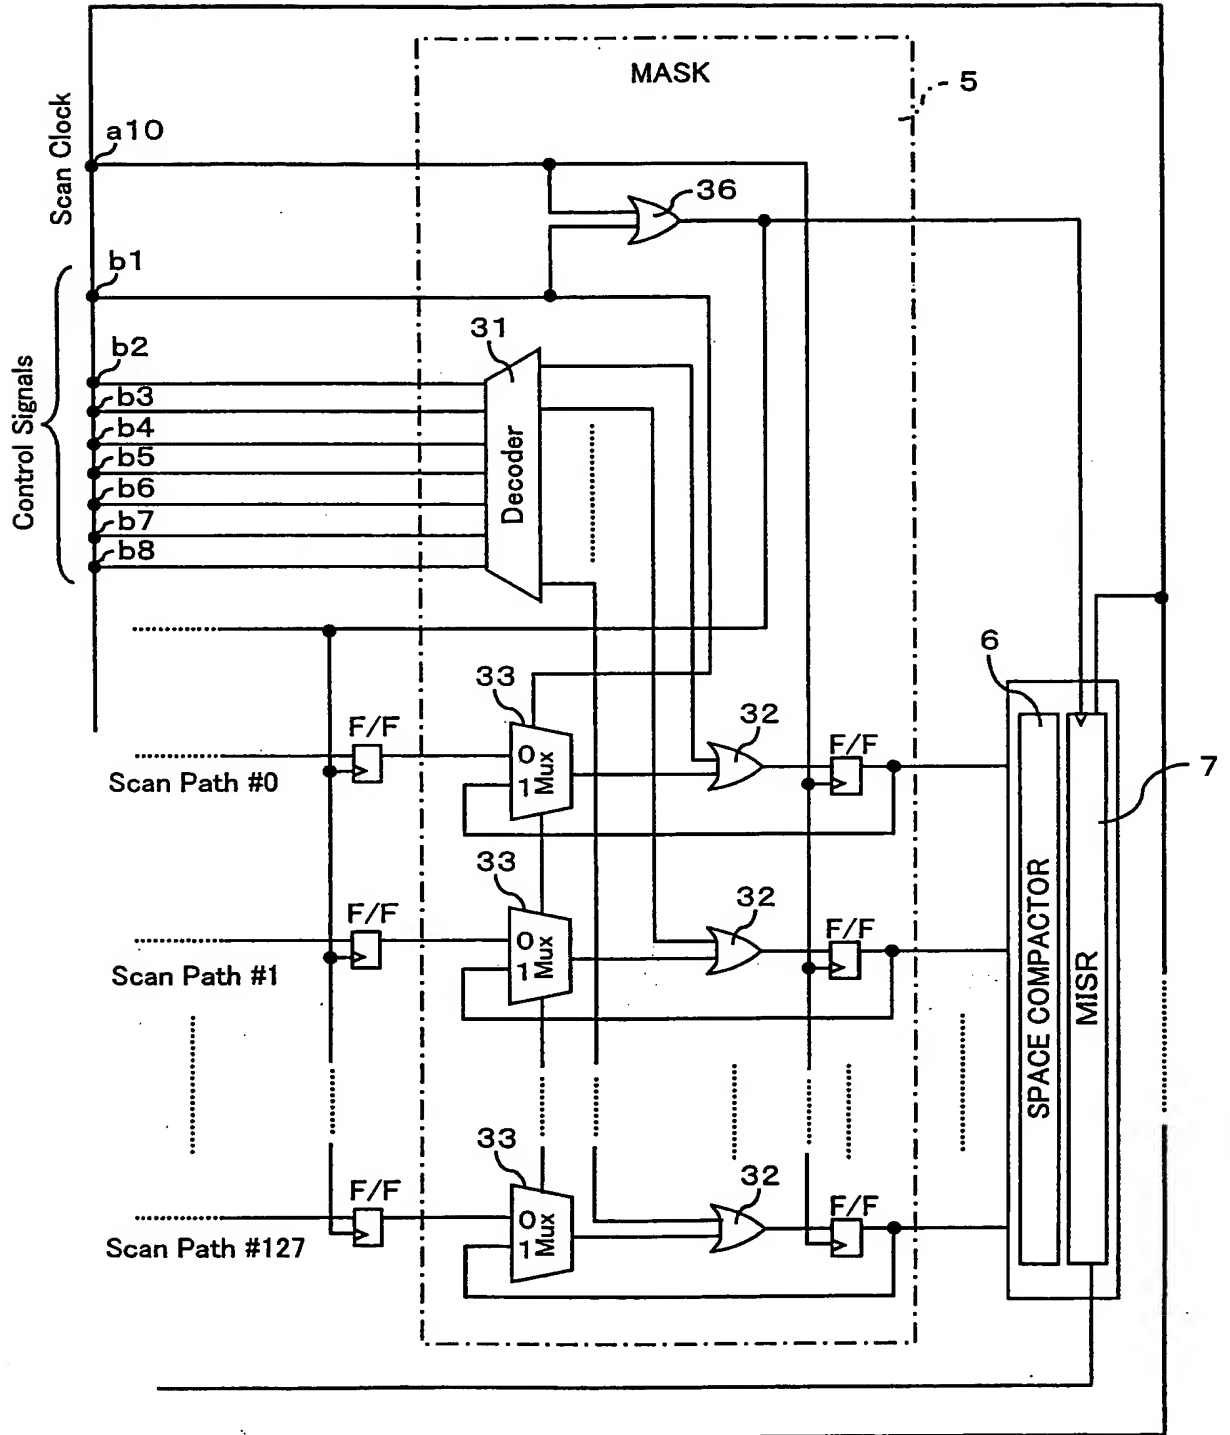 MASK
5
Scan Clock
a10
36
b1
Control Signals
b2
b3
b4
b5
b6
b7
b8
31
Decoder
33
32
6
F/F
0
1
Mux
F/F
7
Scan Path #0
33
32
F/F
0
1
Mux
F/F
Scan Path #1
SPACE COMPACTOR
MISR
33
32
F/F
0
1
Mux
F/F
Scan Path #127